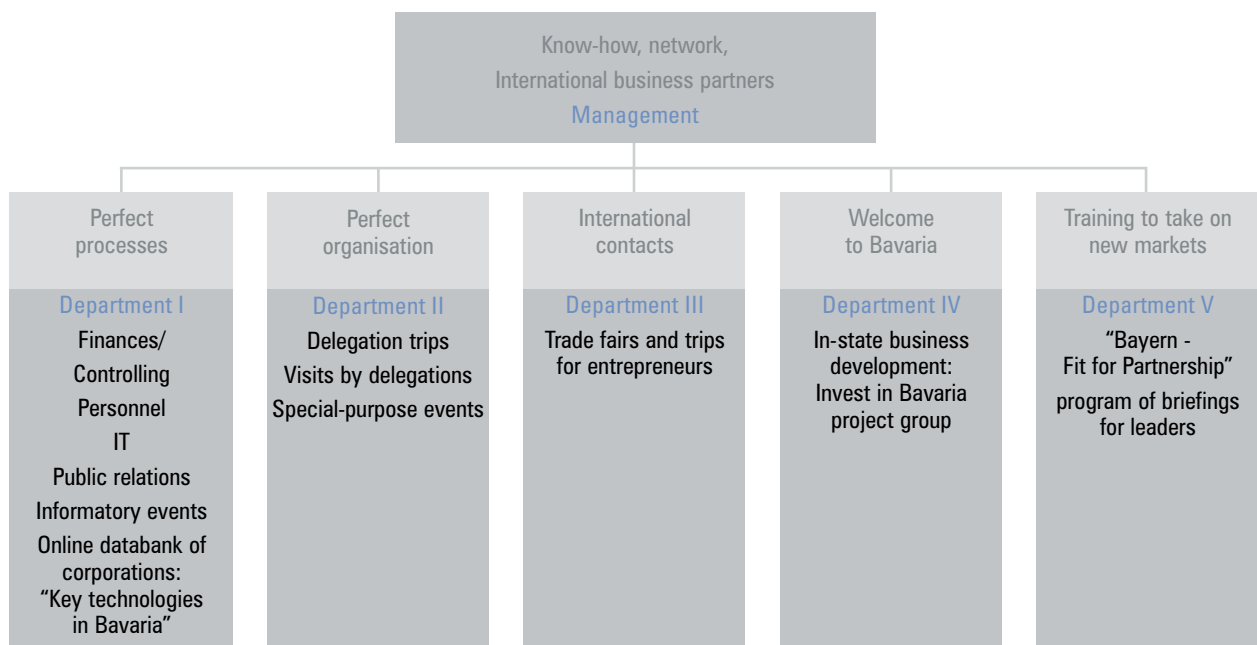 Know-how, network,
International business partners
Management
Perfect
processes
Department I
Finances/
Controlling
Personnel
IT
Public relations
Informatory events
Online databank of
corporations:
“Key technologies
in Bavaria”
Perfect
organisation
Department II
Delegation trips
Visits by delegations
Special-purpose events
International
contacts
Department III
Trade fairs and trips
for entrepreneurs
Welcome
to Bavaria
Department IV
In-state business
development:
Invest in Bavaria
project group
Training to take on
new markets
Department V
“Bayern -
Fit for Partnership”
program of briefings
for leaders